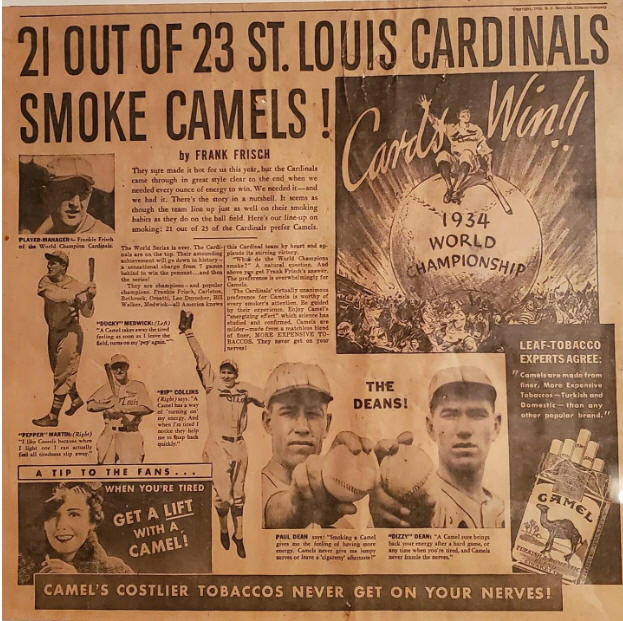 21 OUT OF 23 ST. LOUIS CARDINALS
SMOKE CAMELS!
by FRANK FRISCH
They sure made it hot for us this year, but the Cardinals
came through in great style clear to the end when we
needed every ounce of energy to win. We needed it—and
we had it. There's the story in a nutshell. It seems as
though the team line up just as well on their smoking
habits as they do on the ball field. Here's our line-up on
smoking: 21 out of 23 of the Cardinals prefer Camels.
Cards Win!!
1934
WORLD
CHAMPIONSHIP
PLAYER-MANAGER— Frankie Frisch
of the World Champion Cardinals.
The World Series is over. The Cardi-
nals are on the top. Their astounding
achievement will go down in history—
a sensational charge from 7 games
behind to win the pennant...and then
the series!
They are champions—and popular
champions. Frankie Frisch, Carleton,
Rothrock, Orsatti, Leo Durocher, Bill
Walker, Medwick—all America knows
this Cardinal team by heart and ap-
plauds its stirring victory.
"What do the World Champions
smoke?" A natural question. And
above you get Frank Frisch's answer.
The preference is overwhelmingly for
Camels.
The Cardinals' virtually unanimous
preference for Camels is worthy of
every smoker's attention. Be guided
by their experience. Enjoy Camel's
"energizing effect" which science has
studied and confirmed. Camels are
milder—made from a matchless blend
of finer, MORE EXPENSIVE TO-
BACCOS. They never get on your
nerves!
"DUCKY" MEDWICK: (Left)
"A Camel takes away the tired
feeling as soon as I leave the
field, turns on my 'pep' again."
"RIP" COLLINS
(Right) says: "A
Camel has a way
of 'turning on'
my energy. And
when I'm tired I
notice they help
me to snap back
quickly."
"PEPPER" MARTIN: (Right)
"I like Camels because when
I light one I can actually
feel all tiredness slip away."
THE
DEANS!
LEAF-TOBACCO
EXPERTS AGREE:
"Camels are made from
finer, More Expensive
Tobaccos—Turkish and
Domestic—than any
other popular brand."
CAMEL
A TIP TO THE FANS...
WHEN YOU'RE TIRED
GET A LIFT
WITH A
CAMEL!
PAUL DEAN says: "Smoking a Camel
gives me the feeling of having more
energy. Camels never give me jumpy
nerves or leave a 'cigaretty' aftertaste!"
"DIZZY" DEAN: "A Camel sure brings
back your energy after a hard game, or
any time when you're tired, and Camels
never frazzle the nerves."
CAMEL'S COSTLIER TOBACCOS NEVER GET ON YOUR NERVES!